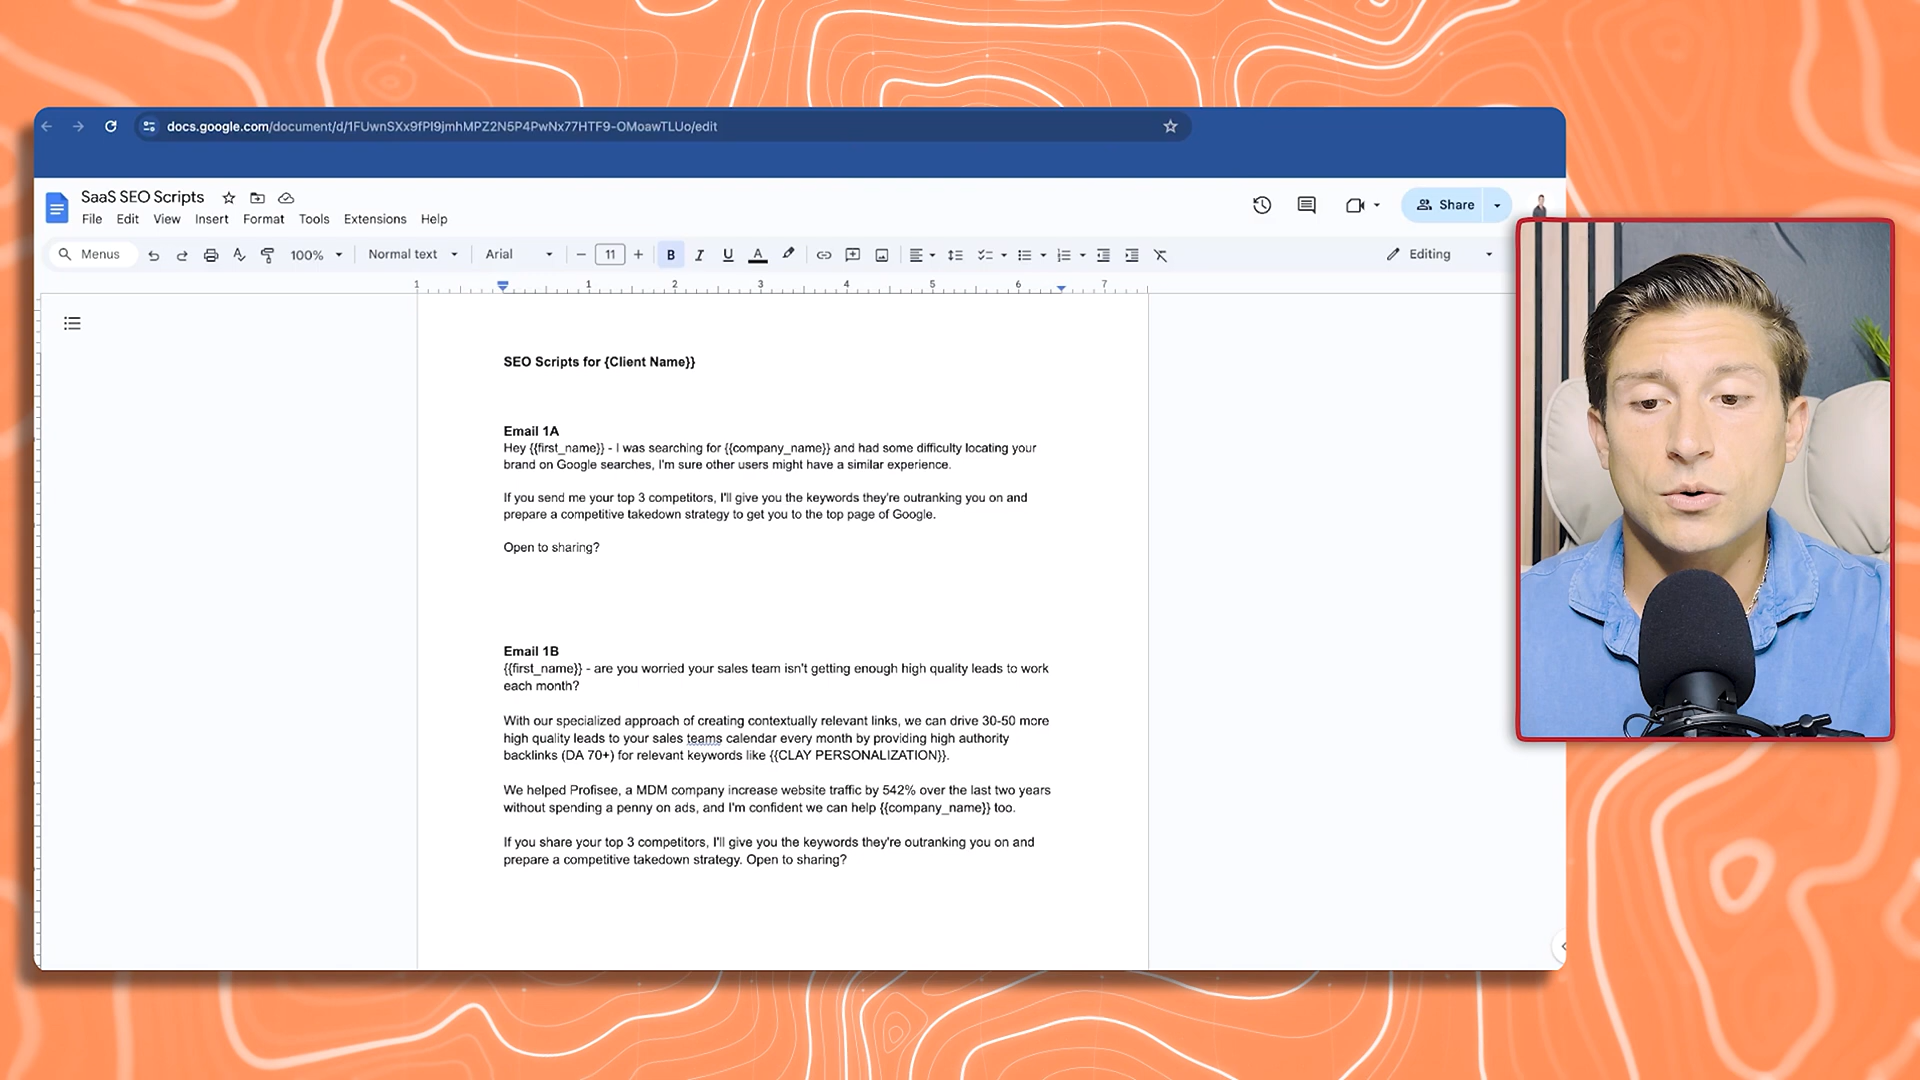 docs.google.com/document/d/1FUwnSXx9fPl9jmhMPZ2N5P4PwNx77HTF9-OMoawTLUo/edit
SaaS SEO Scripts
File Edit View Insert Format Tools Extensions Help
Share
Menus 100% Normal text Arial 11 B I U A Editing
1 1 2 3 4 5 6 7
SEO Scripts for {Client Name}}
Email 1A
Hey {{first_name}} - I was searching for {{company_name}} and had some difficulty locating your
brand on Google searches, I'm sure other users might have a similar experience.
If you send me your top 3 competitors, I'll give you the keywords they're outranking you on and
prepare a competitive takedown strategy to get you to the top page of Google.
Open to sharing?
Email 1B
{{first_name}} - are you worried your sales team isn't getting enough high quality leads to work
each month?
With our specialized approach of creating contextually relevant links, we can drive 30-50 more
high quality leads to your sales teams calendar every month by providing high authority
backlinks (DA 70+) for relevant keywords like {{CLAY PERSONALIZATION}}.
We helped Profisee, a MDM company increase website traffic by 542% over the last two years
without spending a penny on ads, and I'm confident we can help {{company_name}} too.
If you share your top 3 competitors, I'll give you the keywords they're outranking you on and
prepare a competitive takedown strategy. Open to sharing?